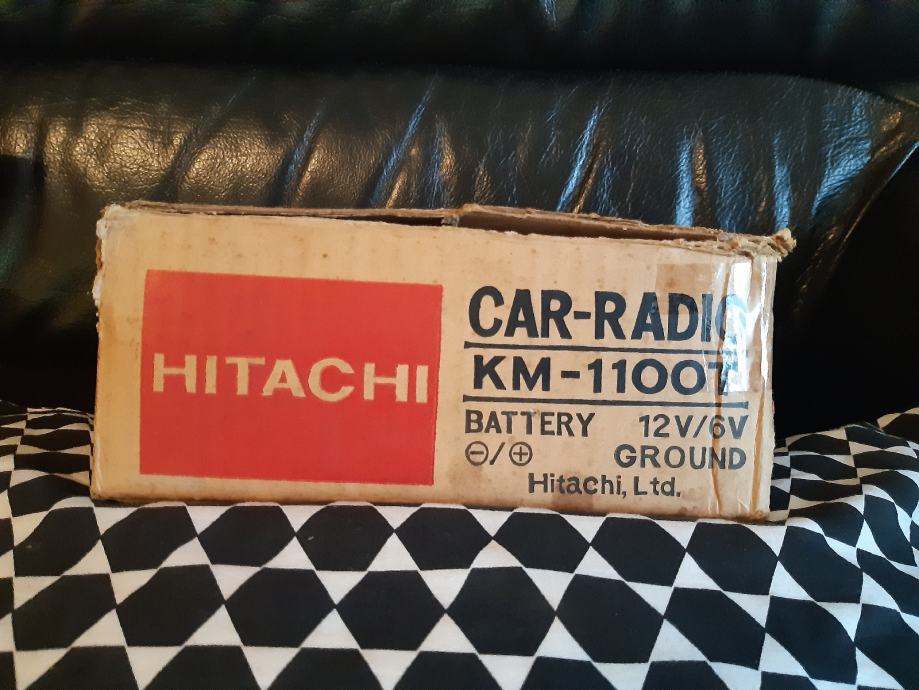 HITACHI
CAR-RADIO
KM-1100T
BATTERY 12V/6V
⊖/⊕ GROUND
Hitachi, Ltd.